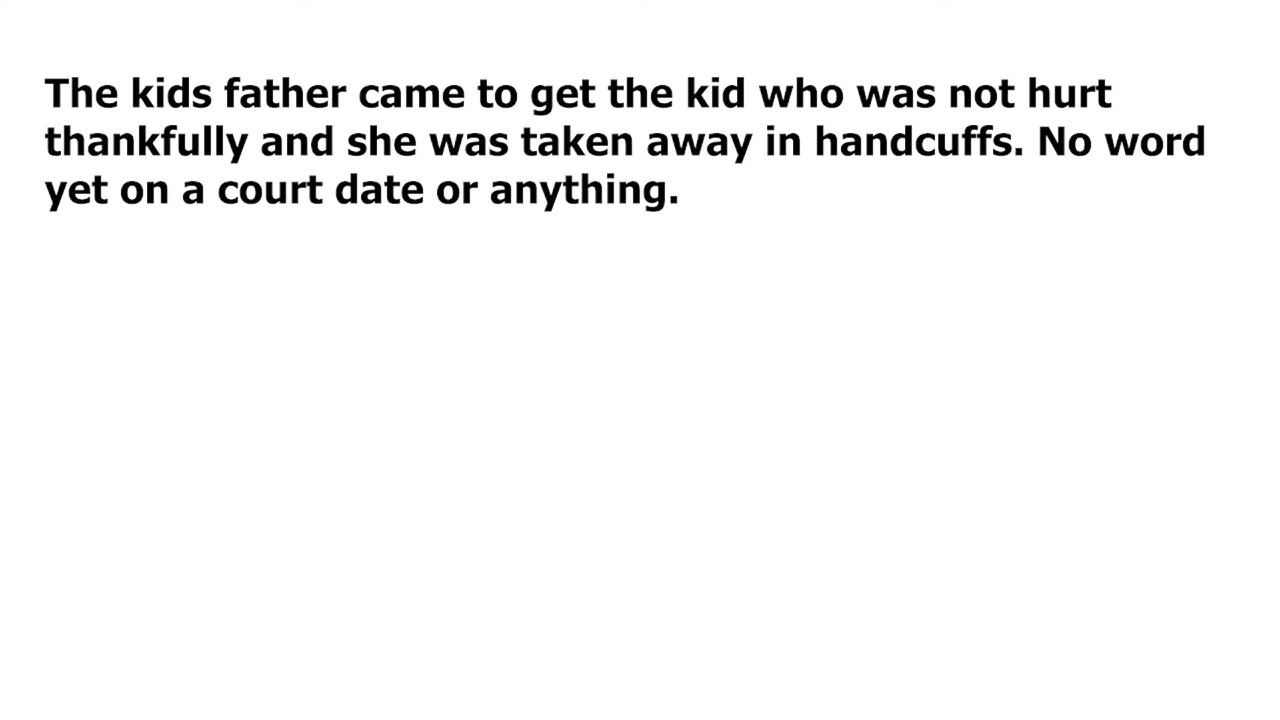 The kids father came to get the kid who was not hurt
thankfully and she was taken away in handcuffs. No word
yet on a court date or anything.